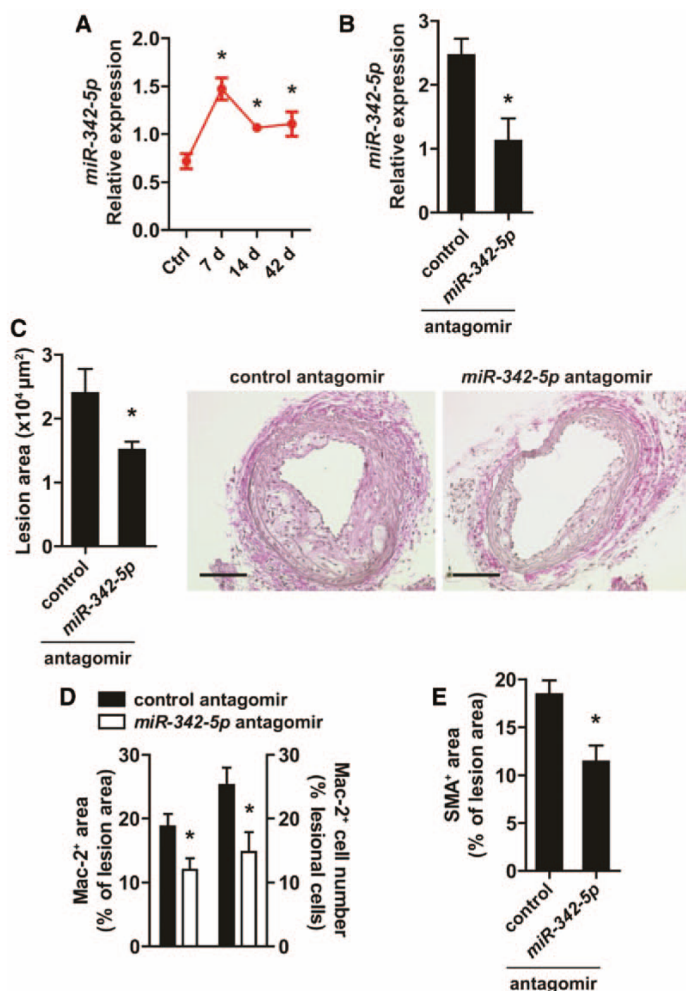 A
miR-342-5p
Relative expression
2.0
1.5
1.0
0.5
0.0
*
*
*
Ctrl
7 d
14 d
42 d
B
miR-342-5p
Relative expression
3
2
1
0
*
control
miR-342-5p
antagomir
C
Lesion area (x10⁴ µm²)
3
2
1
0
*
control
miR-342-5p
antagomir
control antagomir
miR-342-5p antagomir
D
control antagomir
miR-342-5p antagomir
Mac-2⁺ area
(% of lesion area)
30
20
10
0
*
*
30
20
10
0
Mac-2⁺ cell number
(% lesional cells)
E
SMA⁺ area
(% of lesion area)
20
15
10
5
0
*
control
miR-342-5p
antagomir